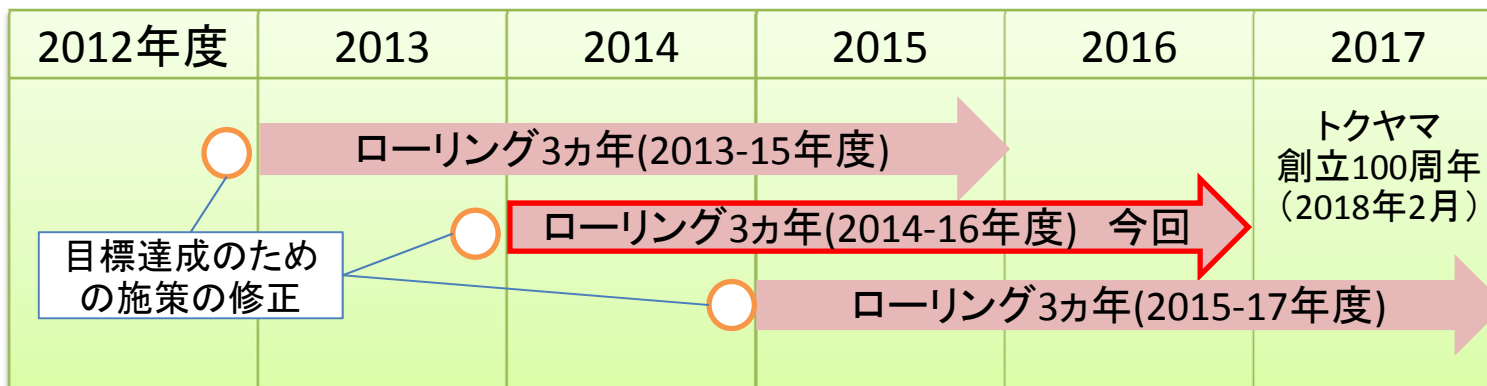 2012年度 2013 2014 2015 2016 2017
ローリング3ヵ年(2013-15年度)
トクヤマ
創立100周年
（2018年2月）
ローリング3ヵ年(2014-16年度)　今回
目標達成のため
の施策の修正
ローリング3ヵ年(2015-17年度)